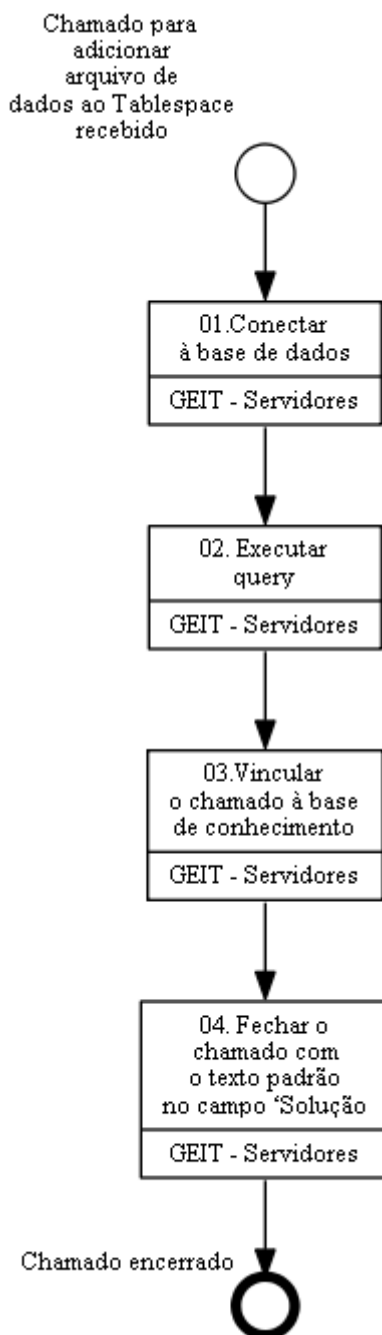 Chamado para
adicionar
arquivo de
dados ao Tablespace
recebido
01.Conectar
à base de dados
GEIT - Servidores
02. Executar
query
GEIT - Servidores
03.Vincular
o chamado à base
de conhecimento
GEIT - Servidores
04. Fechar o
chamado com
o texto padrão
no campo ‘Solução
GEIT - Servidores
Chamado encerrado